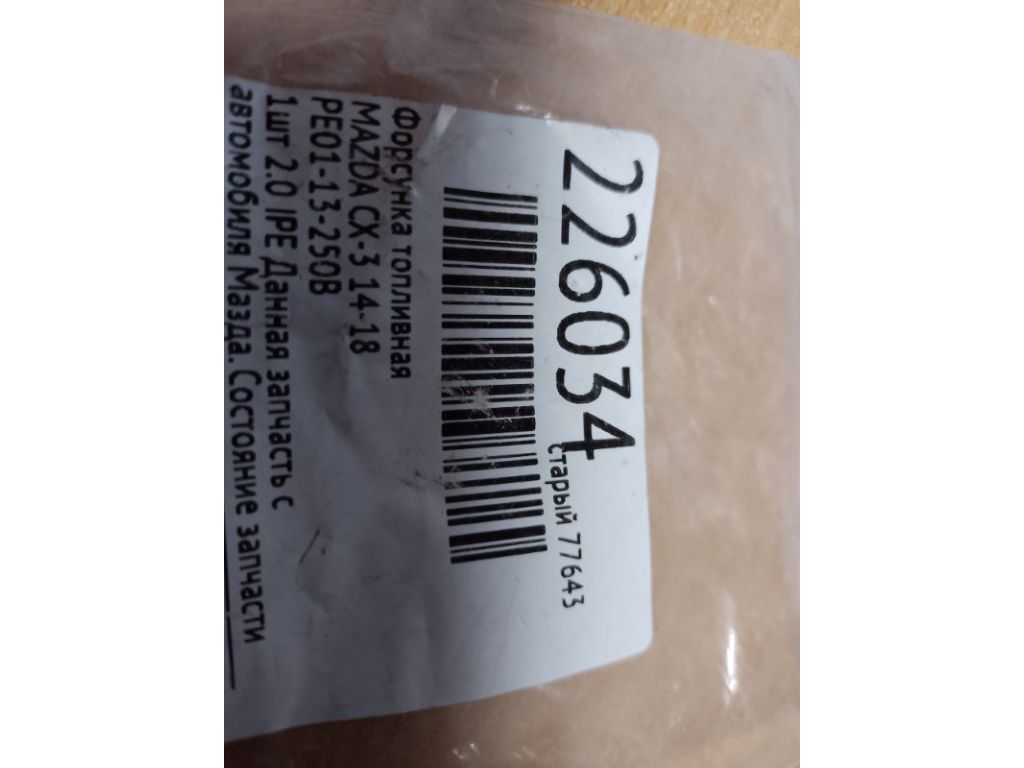 226034
старый 77643
Форсунка топливная
MAZDA CX-3 14-18
PE01-13-250B
1шт 2.0 IPE Данная запчасть с
автомобиля Мазда. Состояние запчасти